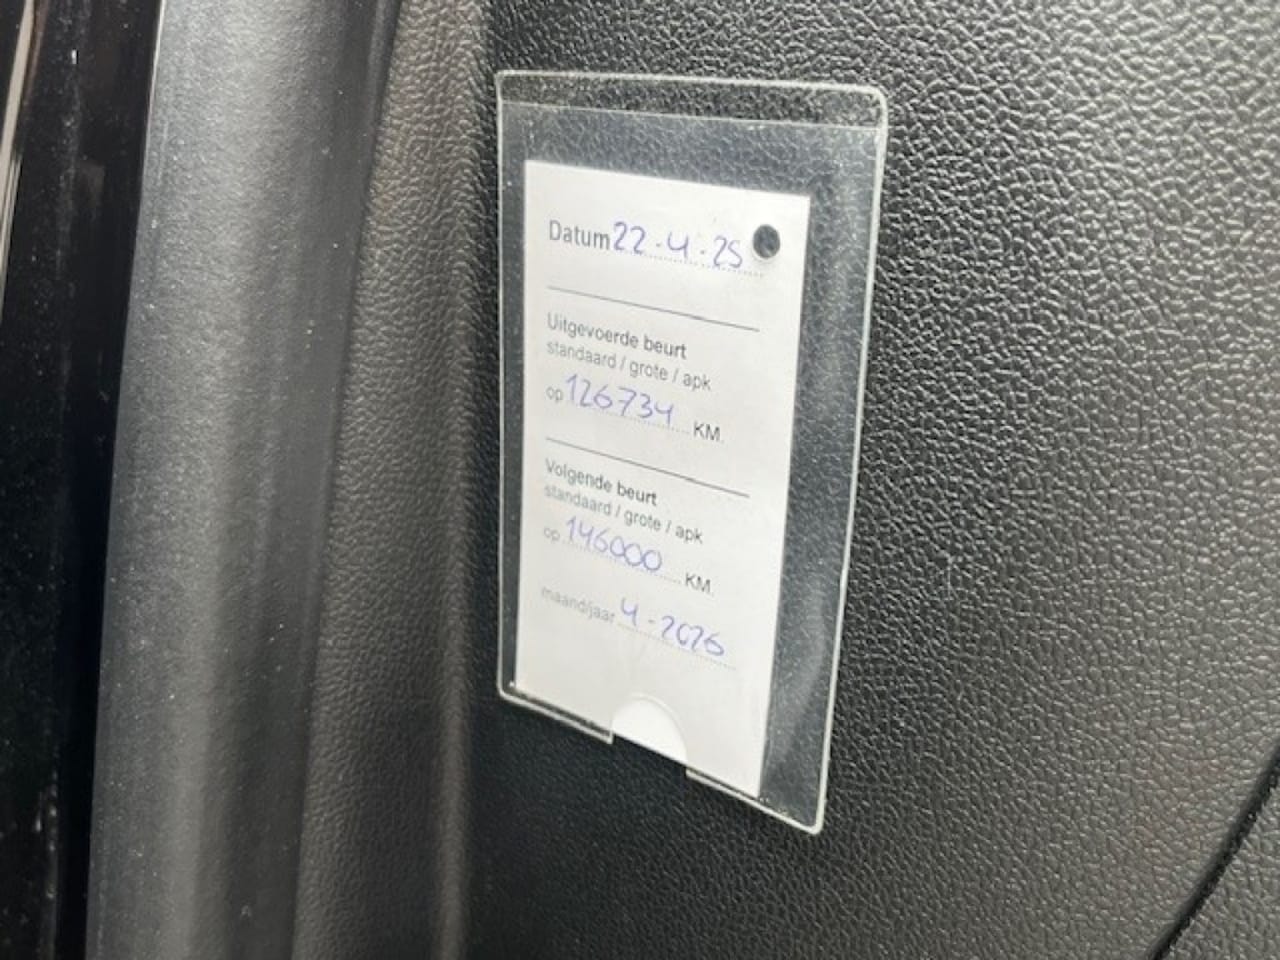 Datum 22-4-25
Uitgevoerde beurt
standaard / grote / apk
op 126734 KM.
Volgende beurt
standaard / grote / apk
op 146000 KM.
maand/jaar 4-2026